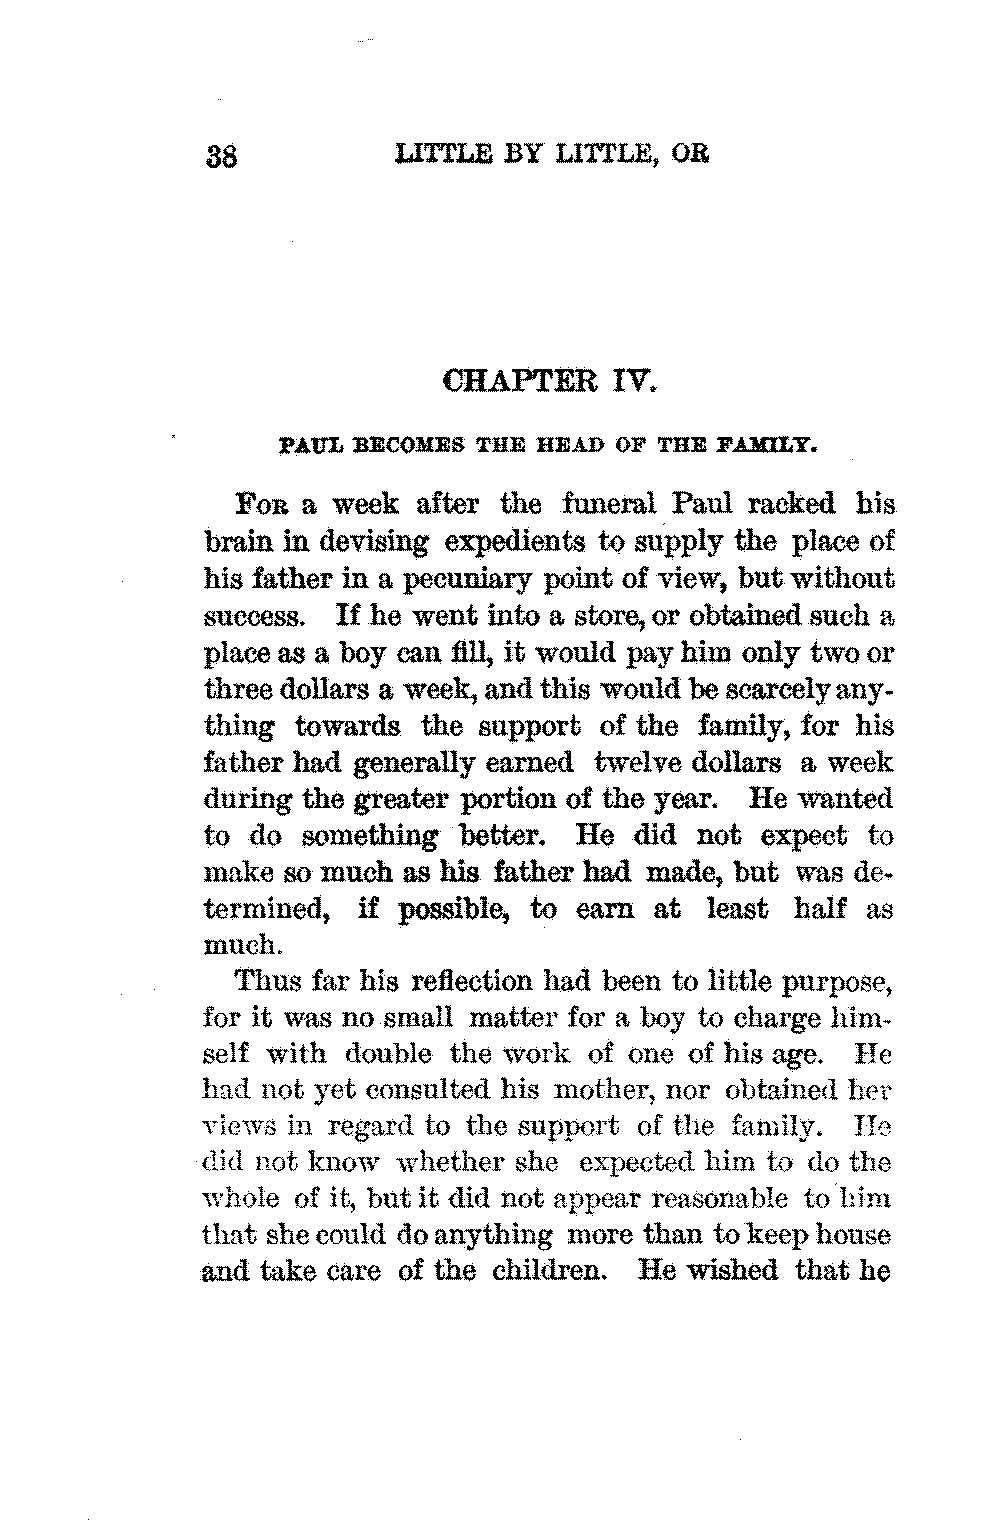 38 LITTLE BY LITTLE, OR
CHAPTER IV.
PAUL BECOMES THE HEAD OF THE FAMILY.
FOR a week after the funeral Paul racked his
brain in devising expedients to supply the place of
his father in a pecuniary point of view, but without
success. If he went into a store, or obtained such a
place as a boy can fill, it would pay him only two or
three dollars a week, and this would be scarcely any-
thing towards the support of the family, for his
father had generally earned twelve dollars a week
during the greater portion of the year. He wanted
to do something better. He did not expect to
make so much as his father had made, but was de-
termined, if possible, to earn at least half as
much.
Thus far his reflection had been to little purpose,
for it was no small matter for a boy to charge him-
self with double the work of one of his age. He
had not yet consulted his mother, nor obtained her
views in regard to the support of the family. He
did not know whether she expected him to do the
whole of it, but it did not appear reasonable to him
that she could do anything more than to keep house
and take care of the children. He wished that he